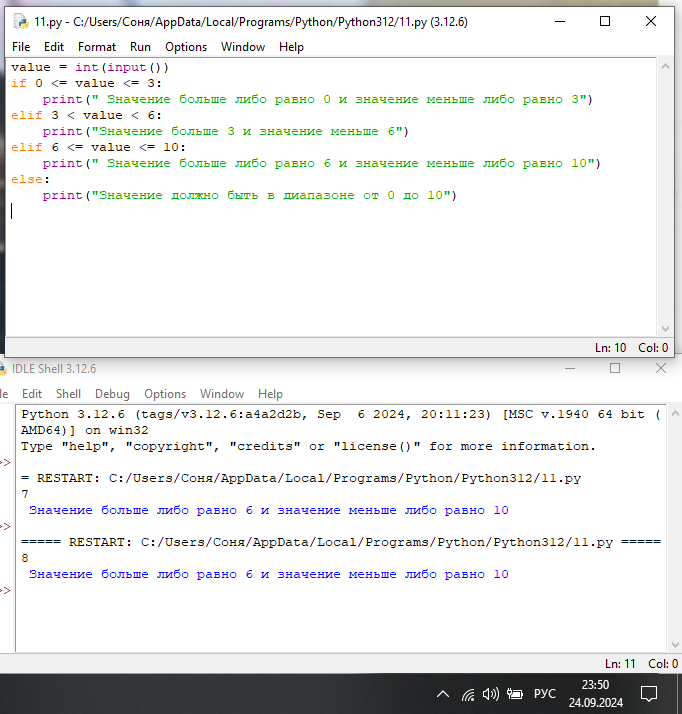 11.py - C:/Users/Соня/AppData/Local/Programs/Python/Python312/11.py (3.12.6)
File Edit Format Run Options Window Help
value = int(input())
if 0 <= value <= 3:
    print(" Значение больше либо равно 0 и значение меньше либо равно 3")
elif 3 < value < 6:
    print("Значение больше 3 и значение меньше 6")
elif 6 <= value <= 10:
    print(" Значение больше либо равно 6 и значение меньше либо равно 10")
else:
    print("Значение должно быть в диапазоне от 0 до 10")
Ln: 10 Col: 0
IDLE Shell 3.12.6
le Edit Shell Debug Options Window Help
Python 3.12.6 (tags/v3.12.6:a4a2d2b, Sep  6 2024, 20:11:23) [MSC v.1940 64 bit (
AMD64)] on win32
Type "help", "copyright", "credits" or "license()" for more information.
>>
= RESTART: C:/Users/Соня/AppData/Local/Programs/Python/Python312/11.py
7
 Значение больше либо равно 6 и значение меньше либо равно 10
>>
===== RESTART: C:/Users/Соня/AppData/Local/Programs/Python/Python312/11.py =====
8
 Значение больше либо равно 6 и значение меньше либо равно 10
>>
Ln: 11 Col: 0
РУС
23:50
24.09.2024